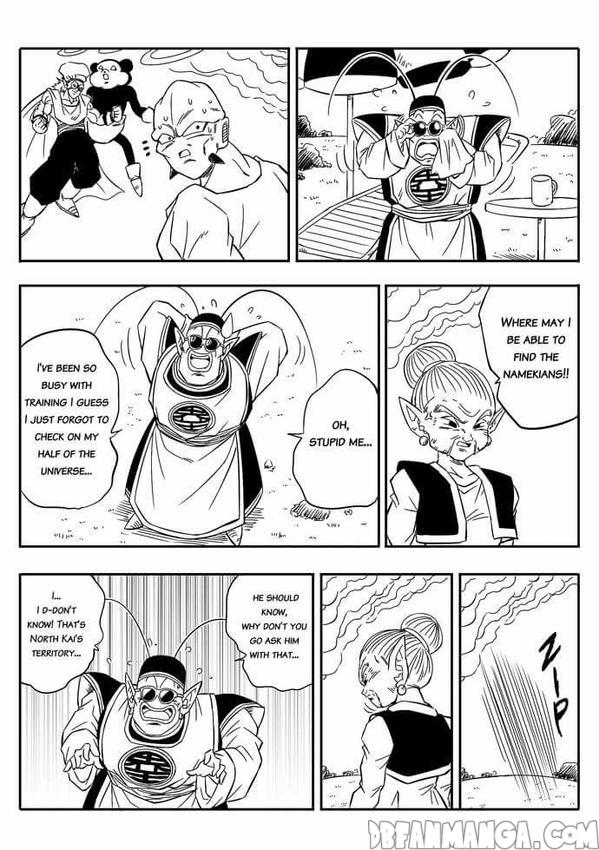 WHERE MAY I
BE ABLE TO
FIND THE
NAMEKIANS!!
OH,
STUPID ME...
I'VE BEEN SO
BUSY WITH
TRAINING I GUESS
I JUST FORGOT TO
CHECK ON MY
HALF OF THE
UNIVERSE...
I...
I D-DON'T
KNOW! THAT'S
NORTH KAI'S
TERRITORY...
HE SHOULD
KNOW,
WHY DON'T YOU
GO ASK HIM
WITH THAT...
ZIP
DBFANMANGA.COM